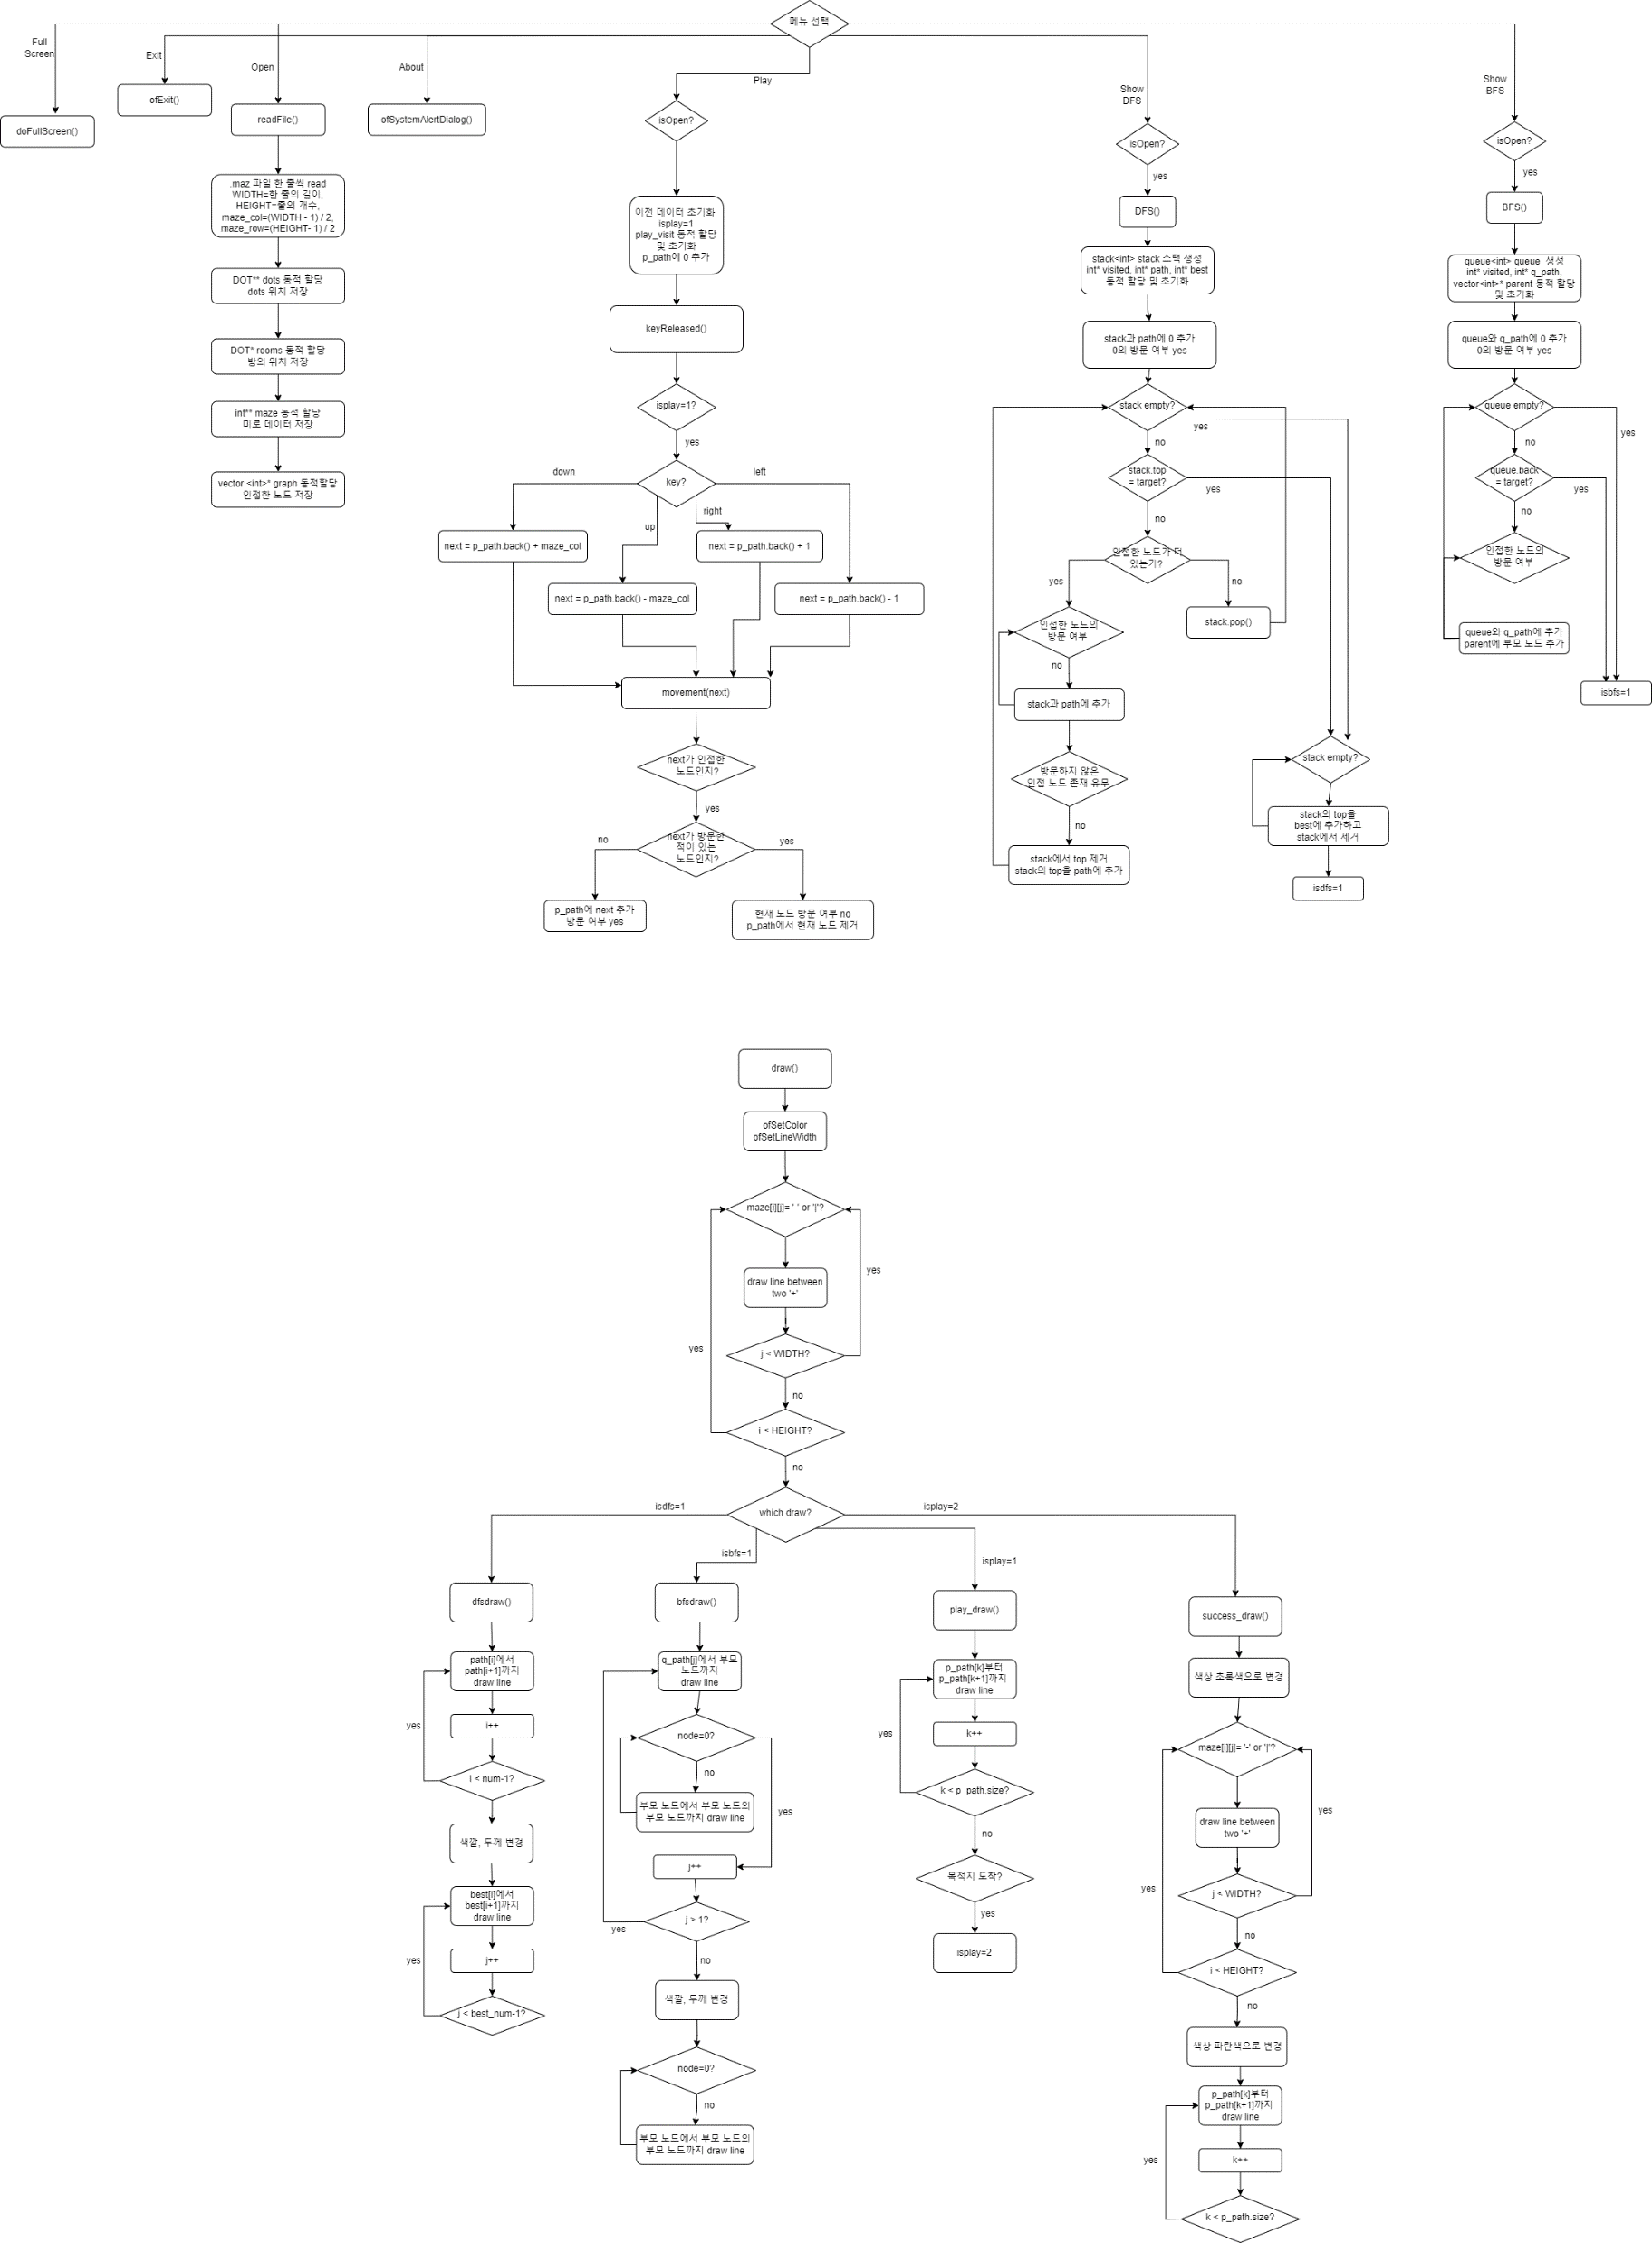 메뉴 선택
Full
Screen
Exit
Open
About
Play
Show
DFS
Show
BFS
doFullScreen()
ofExit()
readFile()
ofSystemAlertDialog()
.maz 파일 한 줄씩 read
WIDTH=한 줄의 길이,
HEIGHT=줄의 개수,
maze_col=(WIDTH - 1) / 2,
maze_row=(HEIGHT- 1) / 2
DOT** dots 동적 할당
dots 위치 저장
DOT* rooms 동적 할당
방의 위치 저장
int** maze 동적 할당
미로 데이터 저장
vector <int>* graph 동적할당
인접한 노드 저장
isOpen?
이전 데이터 초기화
isplay=1
play_visit 동적 할당
및 초기화
p_path에 0 추가
keyReleased()
isplay=1?
yes
key?
down
left
up
right
next = p_path.back() + maze_col
next = p_path.back() + 1
next = p_path.back() - maze_col
next = p_path.back() - 1
movement(next)
next가 인접한
노드인지?
yes
next가 방문한
적이 있는
노드인지?
no
yes
p_path에 next 추가
방문 여부 yes
현재 노드 방문 여부 no
p_path에서 현재 노드 제거
isOpen?
yes
DFS()
stack<int> stack 스택 생성
int* visited, int* path, int* best
동적 할당 및 초기화
stack과 path에 0 추가
0의 방문 여부 yes
stack empty?
yes
no
stack.top
= target?
yes
no
인접한 노드가 더
있는가?
yes
no
stack.pop()
인접한 노드의
방문 여부
no
stack과 path에 추가
방문하지 않은
인접 노드 존재 유무
no
stack에서 top 제거
stack의 top을 path에 추가
stack empty?
stack의 top을
best에 추가하고
stack에서 제거
isdfs=1
isOpen?
yes
BFS()
queue<int> queue 생성
int* visited, int* q_path,
vector<int>* parent 동적 할당
및 초기화
queue와 q_path에 0 추가
0의 방문 여부 yes
queue empty?
yes
no
queue.back
= target?
yes
no
인접한 노드의
방문 여부
queue와 q_path에 추가
parent에 부모 노드 추가
isbfs=1
draw()
ofSetColor
ofSetLineWidth
maze[i][j]= '-' or '|'?
draw line between
two '+'
yes
j < WIDTH?
yes
no
i < HEIGHT?
no
which draw?
isdfs=1
isbfs=1
isplay=1
isplay=2
dfsdraw()
path[i]에서
path[i+1]까지
draw line
yes
i++
i < num-1?
색깔, 두께 변경
best[i]에서
best[i+1]까지
draw line
yes
j++
j < best_num-1?
bfsdraw()
q_path[j]에서 부모
노드까지
draw line
node=0?
no
부모 노드에서 부모 노드의
부모 노드까지 draw line
yes
j++
j > 1?
yes
no
색깔, 두께 변경
node=0?
no
부모 노드에서 부모 노드의
부모 노드까지 draw line
play_draw()
p_path[k]부터
p_path[k+1]까지
draw line
yes
k++
k < p_path.size?
no
목적지 도착?
yes
isplay=2
success_draw()
색상 초록색으로 변경
maze[i][j]= '-' or '|'?
draw line between
two '+'
yes
j < WIDTH?
yes
no
i < HEIGHT?
no
색상 파란색으로 변경
p_path[k]부터
p_path[k+1]까지
draw line
yes
k++
k < p_path.size?